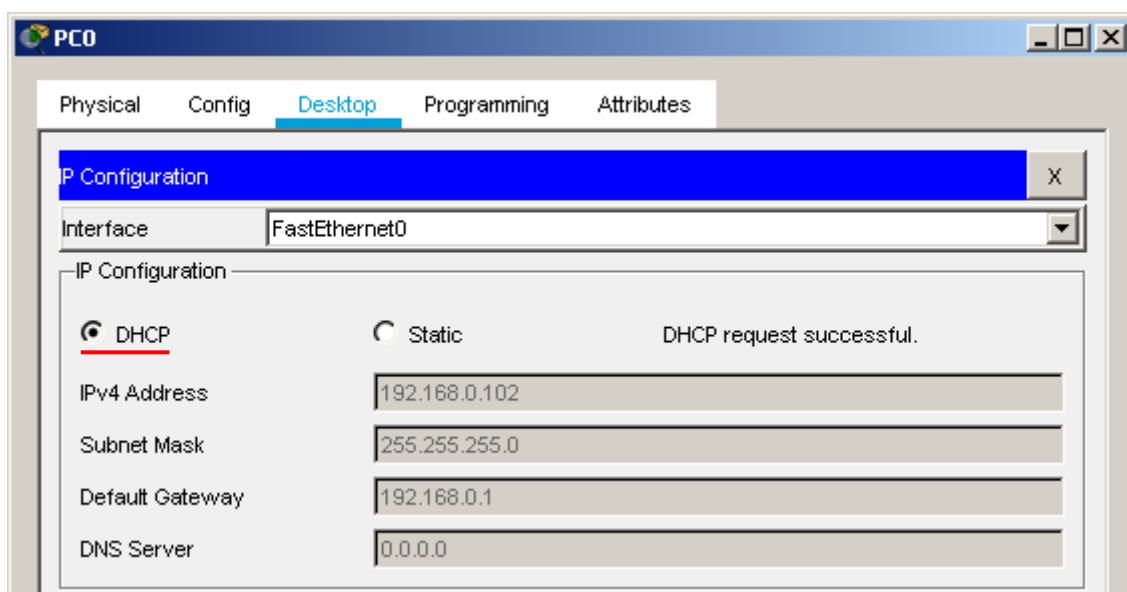 PC0
Physical Config Desktop Programming Attributes
IP Configuration X
Interface FastEthernet0
IP Configuration
DHCP Static DHCP request successful.
IPv4 Address 192.168.0.102
Subnet Mask 255.255.255.0
Default Gateway 192.168.0.1
DNS Server 0.0.0.0